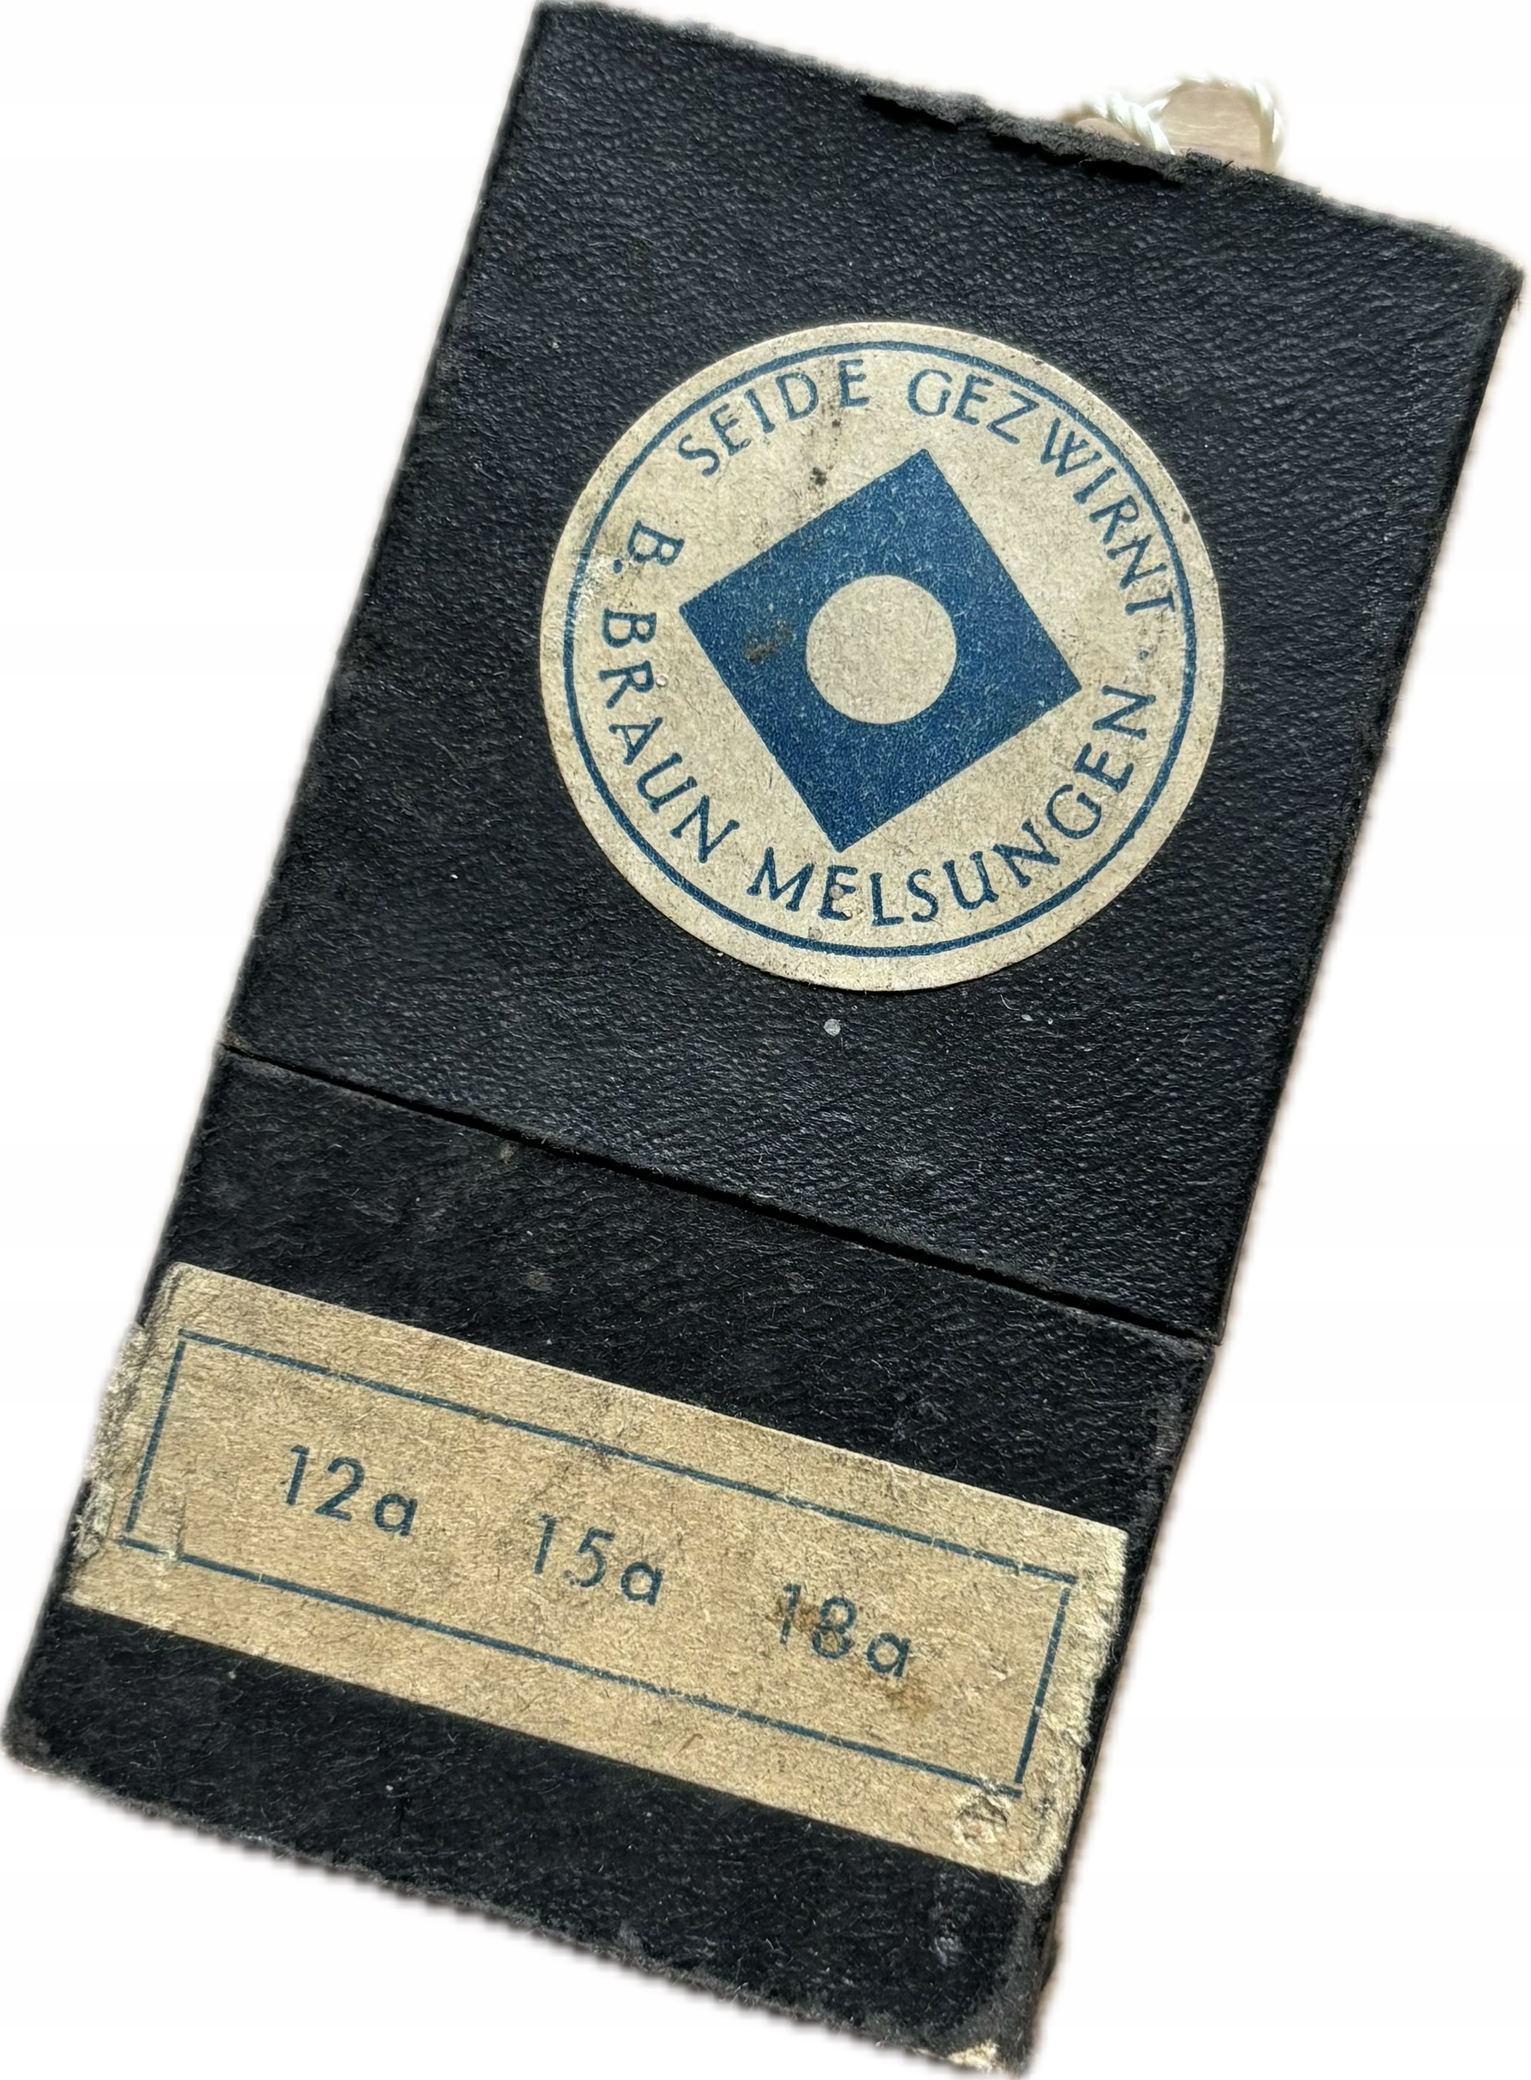 SEIDE GEZWIRNT
B. BRAUN MELSUNGEN
12a 15a 18a